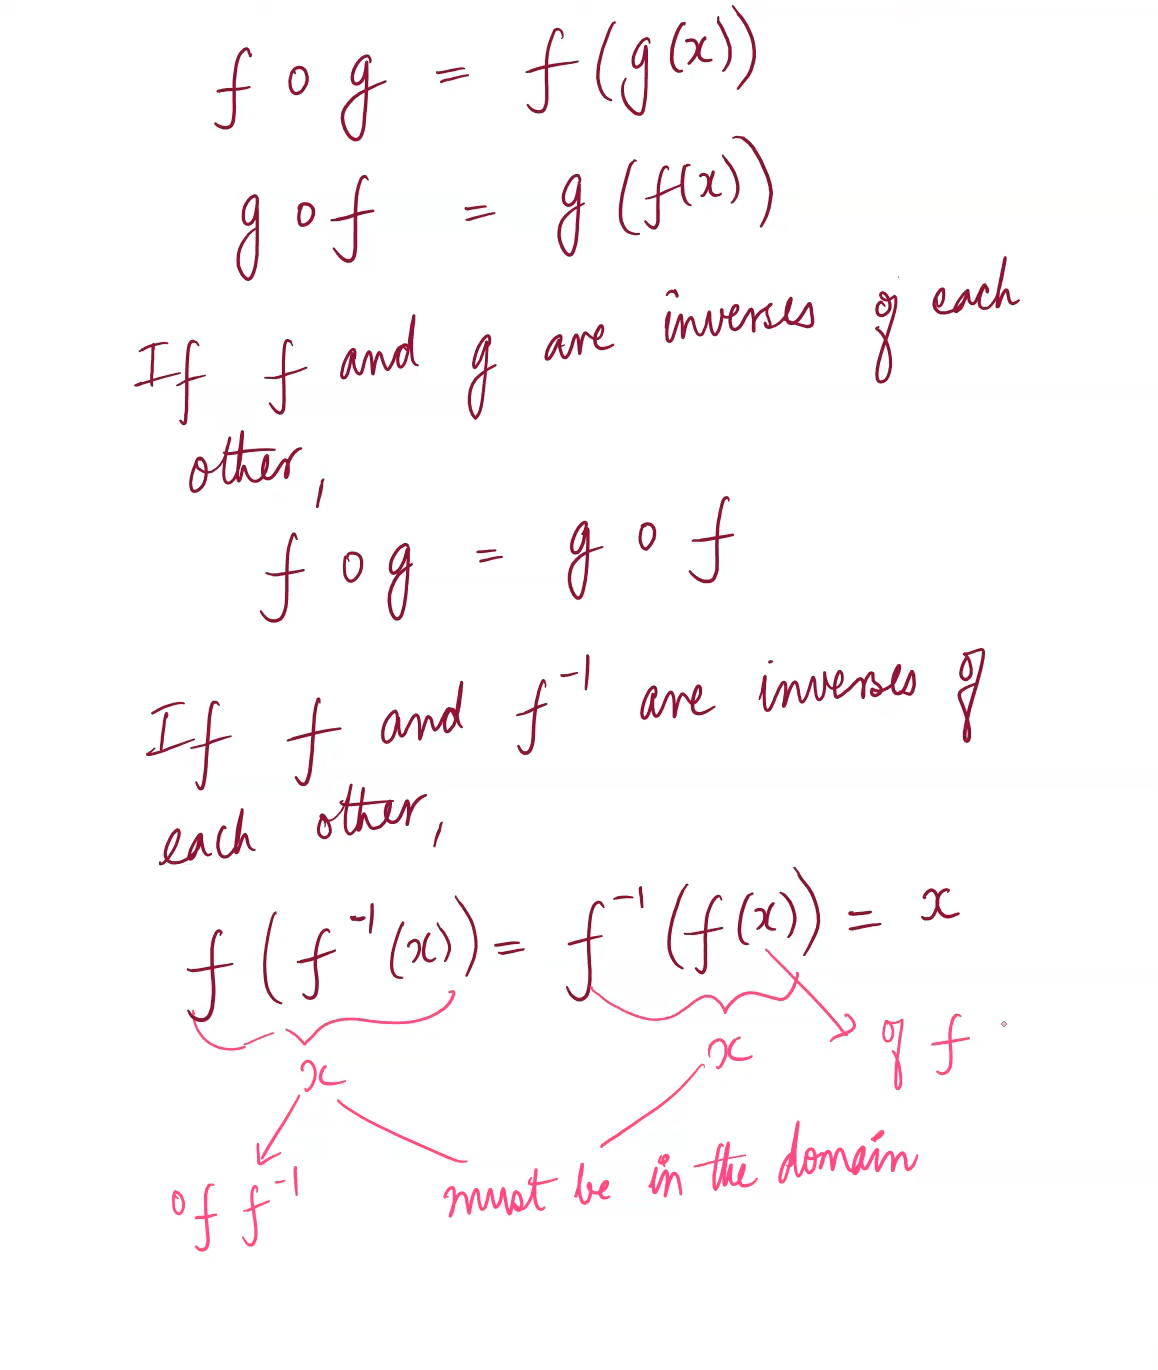 f ∘ g = f(g(x))
g ∘ f = g(f(x))
If f and g are inverses of each
other,
f ∘ g = g ∘ f
If f and f⁻¹ are inverses of
each other,
f(f⁻¹(x)) = f⁻¹(f(x)) = x
x x of f
of f⁻¹ must be in the domain